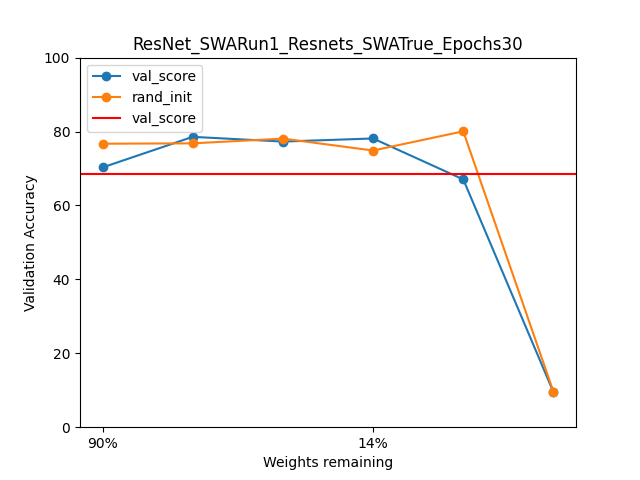 ResNet_SWARun1_Resnets_SWATrue_Epochs30
val_score
rand_init
val_score
100
80
60
40
20
0
Validation Accuracy
90%
14%
Weights remaining